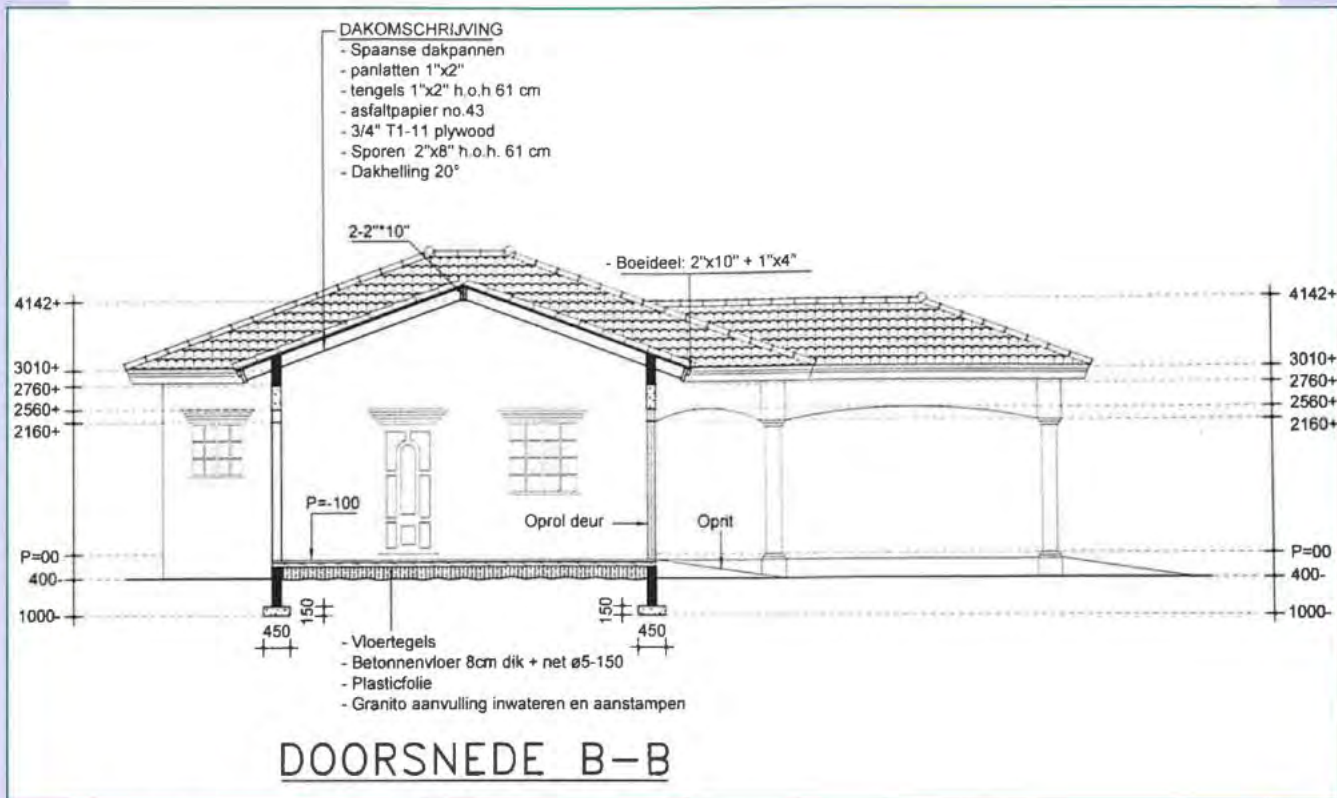 DAKOMSCHRIJVING
- Spaanse dakpannen
- panlatten 1"x2"
- tengels 1"x2" h.o.h 61 cm
- asfaltpapier no.43
- 3/4" T1-11 plywood
- Sporen 2"x8" h.o.h. 61 cm
- Dakhelling 20°
2-2"*10"
- Boeideel: 2"x10" + 1"x4"
4142+
3010+
2760+
2560+
2160+
P=00
400-
1000-
4142+
3010+
2760+
2560+
2160+
P=00
400-
1000-
P=-100
Oprol deur
Oprit
150
150
450
450
- Vloertegels
- Betonnenvloer 8cm dik + net ø5-150
- Plasticfolie
- Granito aanvulling inwateren en aanstampen
DOORSNEDE B-B